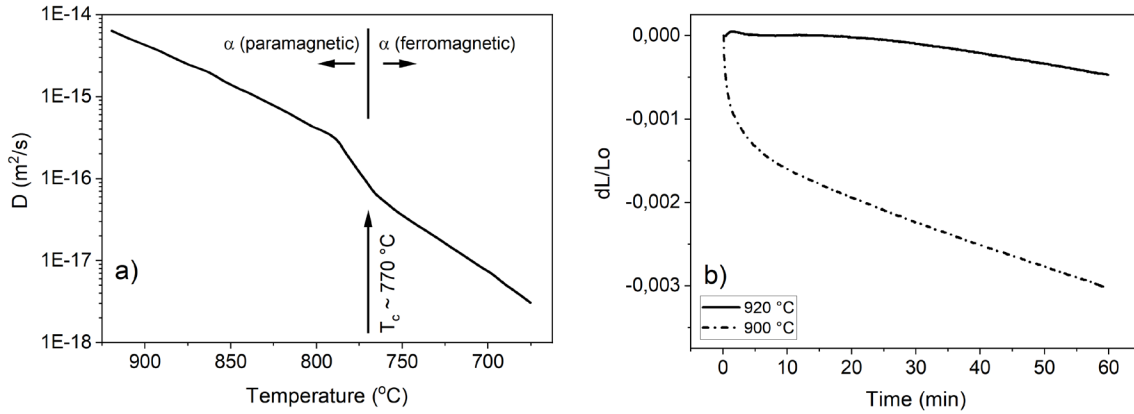 1E-14
1E-15
1E-16
1E-17
1E-18
D (m²/s)
α (paramagnetic)
α (ferromagnetic)
T_c ~ 770 °C
a)
900
850
800
750
700
Temperature (°C)
0,000
-0,001
-0,002
-0,003
dL/Lo
b)
920 °C
900 °C
0
10
20
30
40
50
60
Time (min)